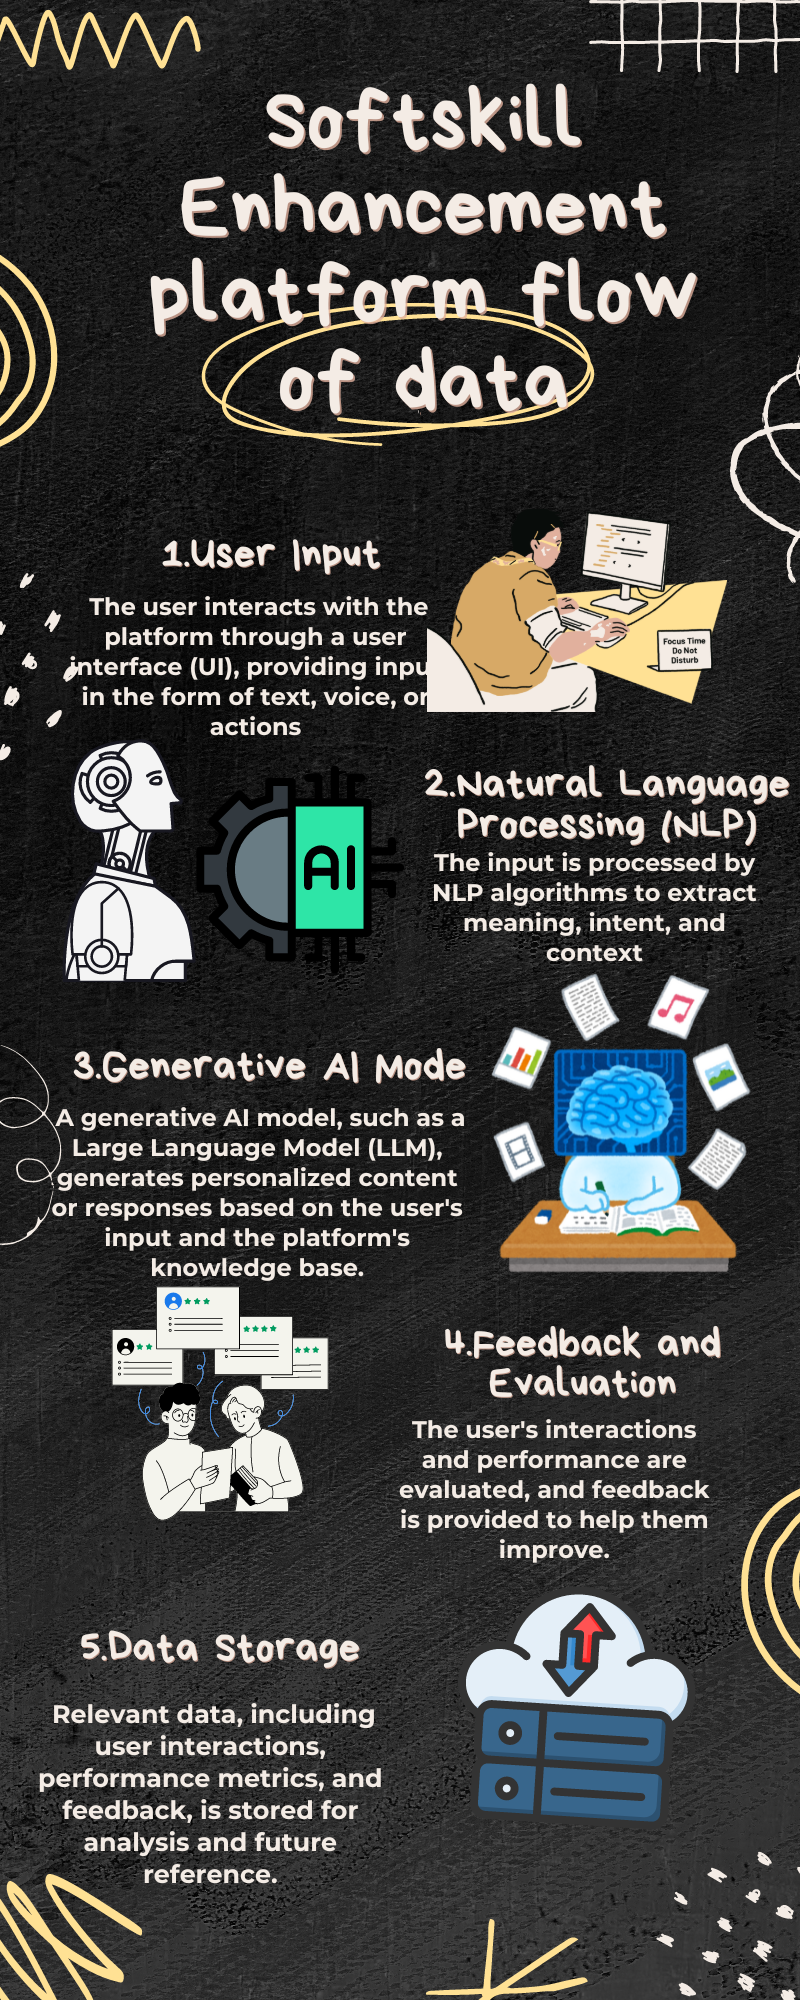 Softskill
Enhancement
platform flow
of data
1.User Input
The user interacts with the
platform through a user
interface (UI), providing inpu
in the form of text, voice, or
actions
Focus Time
Do Not
Disturb
AI
2.Natural Language
Processing (NLP)
The input is processed by
NLP algorithms to extract
meaning, intent, and
context
3.Generative AI Mode
A generative AI model, such as a
Large Language Model (LLM),
generates personalized content
or responses based on the user's
input and the platform's
knowledge base.
4.Feedback and
Evaluation
The user's interactions
and performance are
evaluated, and feedback
is provided to help them
improve.
5.Data Storage
Relevant data, including
user interactions,
performance metrics, and
feedback, is stored for
analysis and future
reference.